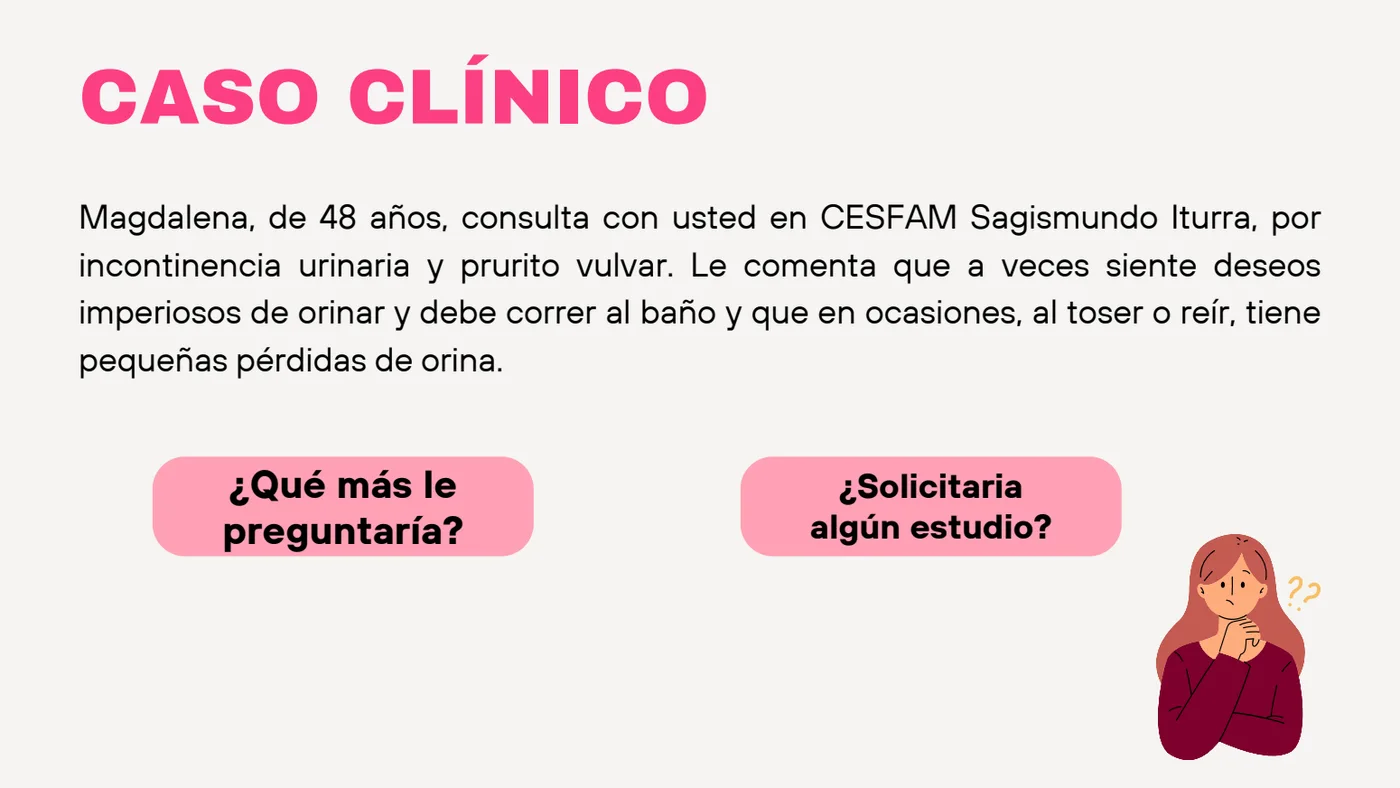 CASO CLÍNICO
Magdalena, de 48 años, consulta con usted en CESFAM Sagismundo Iturra, por
incontinencia urinaria y prurito vulvar. Le comenta que a veces siente deseos
imperiosos de orinar y debe correr al baño y que en ocasiones, al toser o reír, tiene
pequeñas pérdidas de orina.
¿Qué más le
preguntaría?
¿Solicitaria
algún estudio?
??